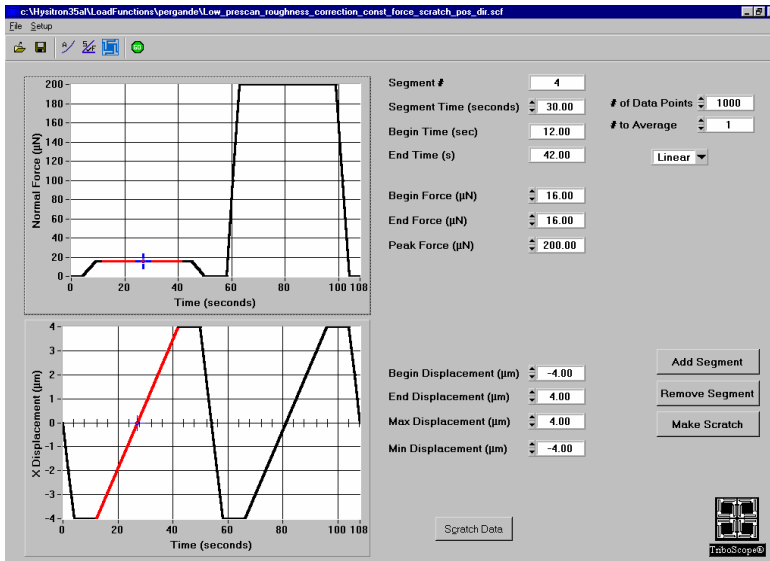 c:\Hysitron35al\LoadFunctions\pergande\Low_prescan_roughness_correction_const_force_scratch_pos_dir.scf
File Setup
GO
Normal Force (µN)
200
180
160
140
120
100
80
60
40
20
0
0 20 40 60 80 100 108
Time (seconds)
X Displacement (µm)
4
3
2
1
0
-1
-2
-3
-4
0 20 40 60 80 100 108
Time (seconds)
Segment # 4
Segment Time (seconds) 30.00
Begin Time (sec) 12.00
End Time (s) 42.00
# of Data Points 1000
# to Average 1
Linear
Begin Force (µN) 16.00
End Force (µN) 16.00
Peak Force (µN) 200.00
Begin Displacement (µm) -4.00
End Displacement (µm) 4.00
Max Displacement (µm) 4.00
Min Displacement (µm) -4.00
Add Segment
Remove Segment
Make Scratch
Scratch Data
TriboScope®